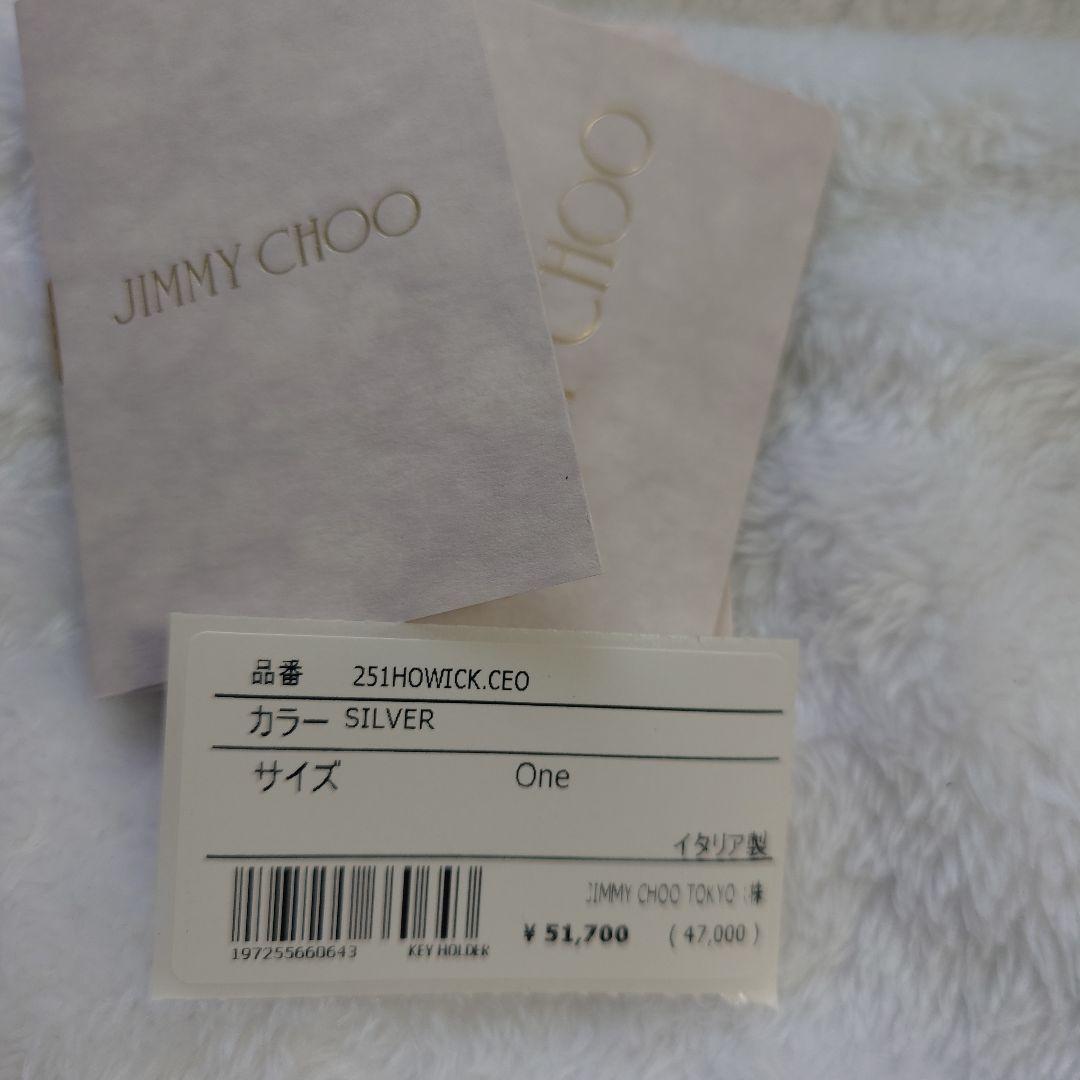 JIMMY CHOO
CHOO
品番 251HOWICK.CEO
カラー SILVER
サイズ One
イタリア製
JIMMY CHOO TOKYO (株
197255660643 KEY HOLDER ¥ 51,700 ( 47,000 )